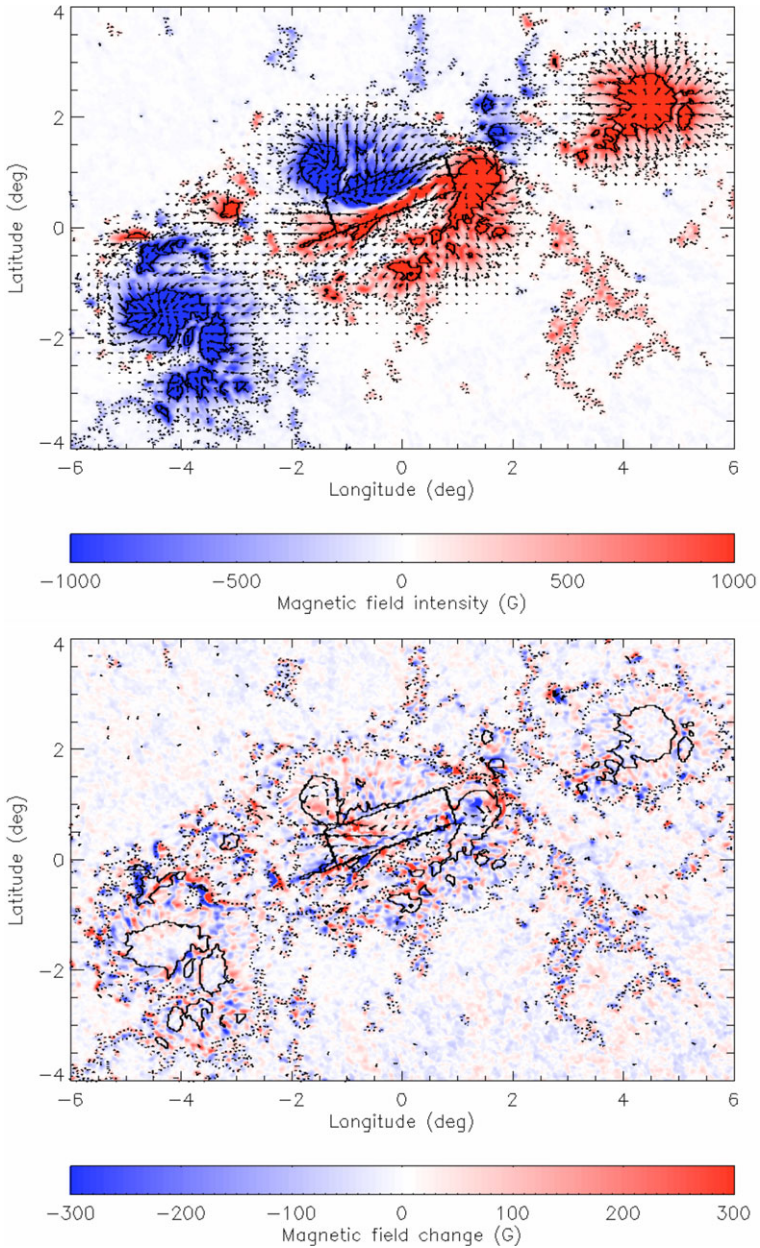 4
2
0
−2
−4
Latitude (deg)
−6 −4 −2 0 2 4 6
Longitude (deg)
−1000 −500 0 500 1000
Magnetic field intensity (G)
4
2
0
−2
−4
Latitude (deg)
−6 −4 −2 0 2 4 6
Longitude (deg)
−300 −200 −100 0 100 200 300
Magnetic field change (G)